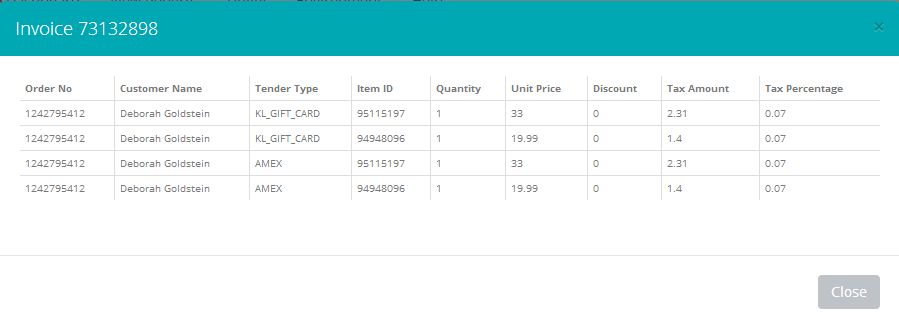 Invoice 73132898
×
Order No Customer Name Tender Type Item ID Quantity Unit Price Discount Tax Amount Tax Percentage
1242795412 Deborah Goldstein KL_GIFT_CARD 95115197 1 33 0 2.31 0.07
1242795412 Deborah Goldstein KL_GIFT_CARD 94948096 1 19.99 0 1.4 0.07
1242795412 Deborah Goldstein AMEX 95115197 1 33 0 2.31 0.07
1242795412 Deborah Goldstein AMEX 94948096 1 19.99 0 1.4 0.07
Close